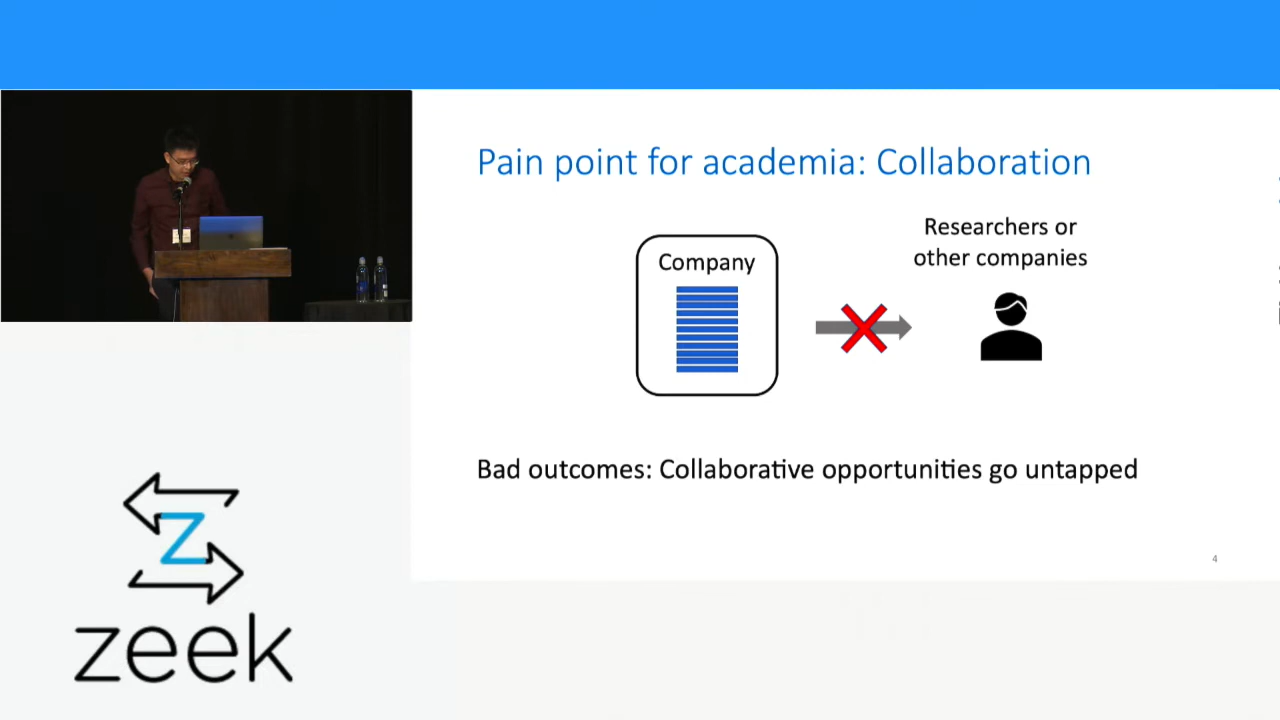 Pain point for academia: Collaboration
Researchers or
other companies
Company
Bad outcomes: Collaborative opportunities go untapped
4
Z
zeek